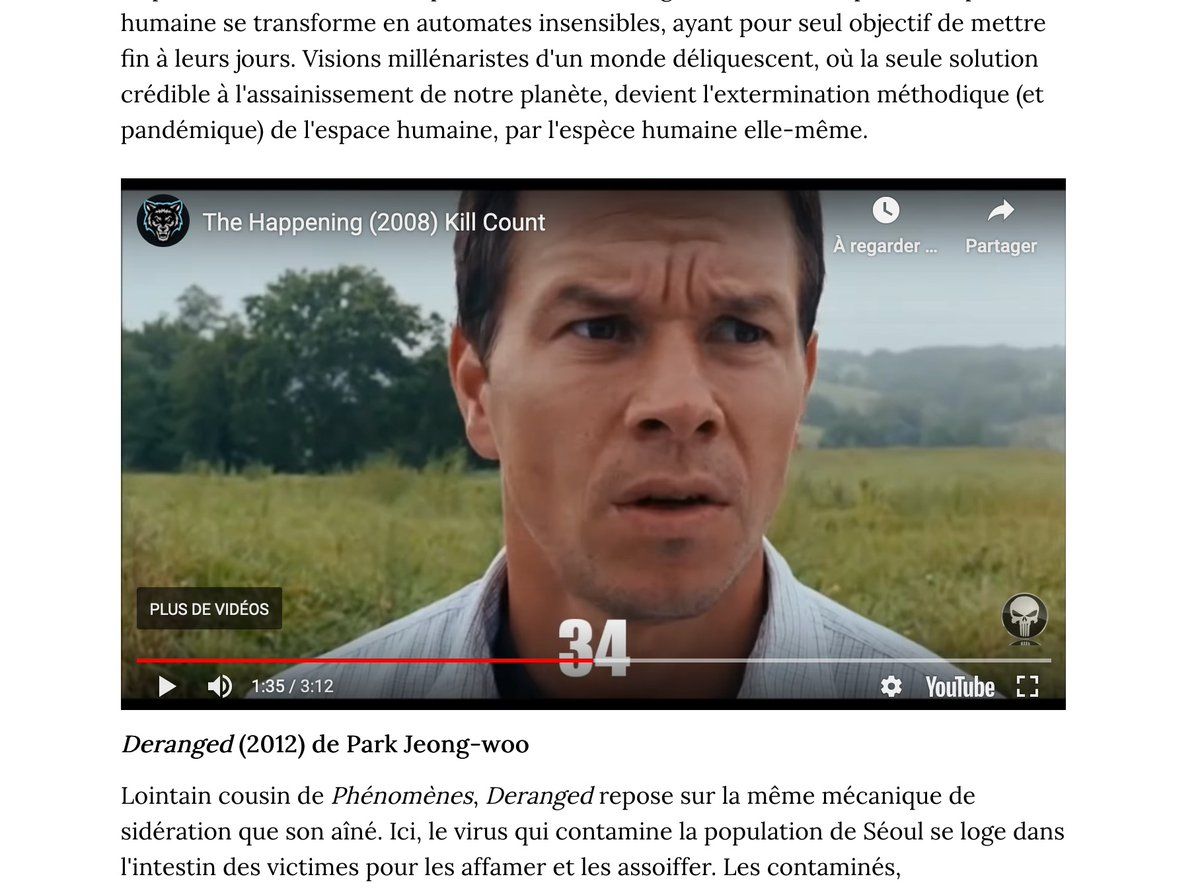 humaine se transforme en automates insensibles, ayant pour seul objectif de mettre
fin à leurs jours. Visions millénaristes d'un monde déliquescent, où la seule solution
crédible à l'assainissement de notre planète, devient l'extermination méthodique (et
pandémique) de l'espace humaine, par l'espèce humaine elle-même.
The Happening (2008) Kill Count
À regarder ...
Partager
PLUS DE VIDÉOS
34
1:35 / 3:12
YouTube
Deranged (2012) de Park Jeong-woo
Lointain cousin de Phénomènes, Deranged repose sur la même mécanique de
sidération que son aîné. Ici, le virus qui contamine la population de Séoul se loge dans
l'intestin des victimes pour les affamer et les assoiffer. Les contaminés,